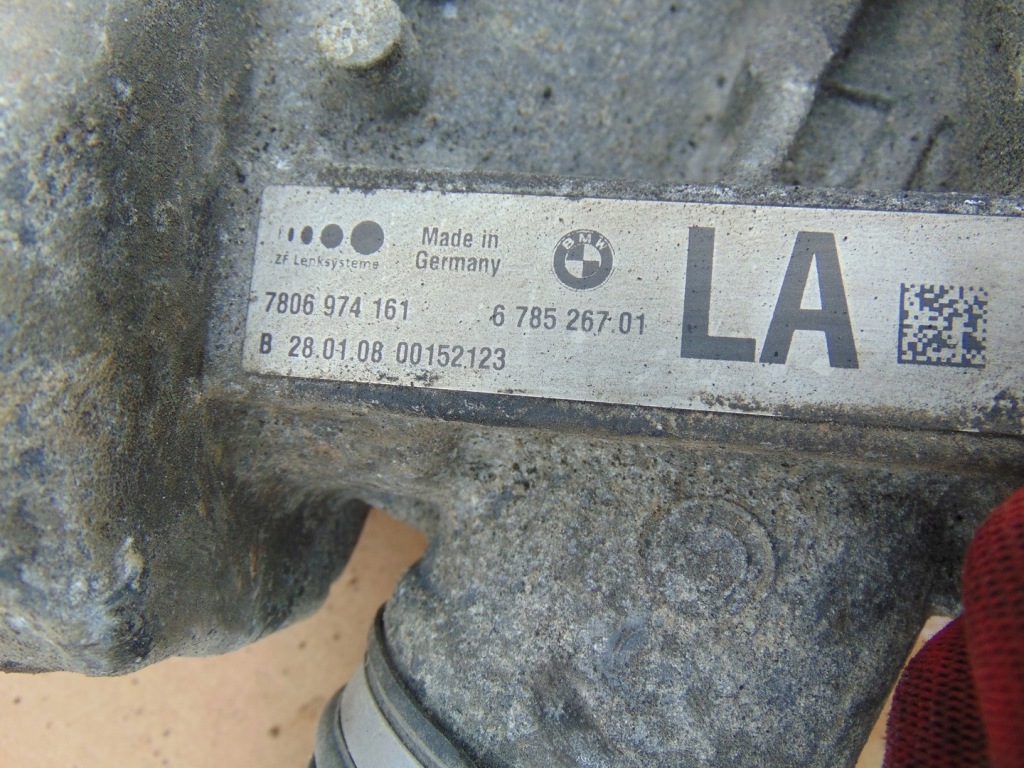 ZF Lenksysteme
Made in
Germany
BMW
LA
7806 974 161
6 785 267 01
B 28.01.08 00152123